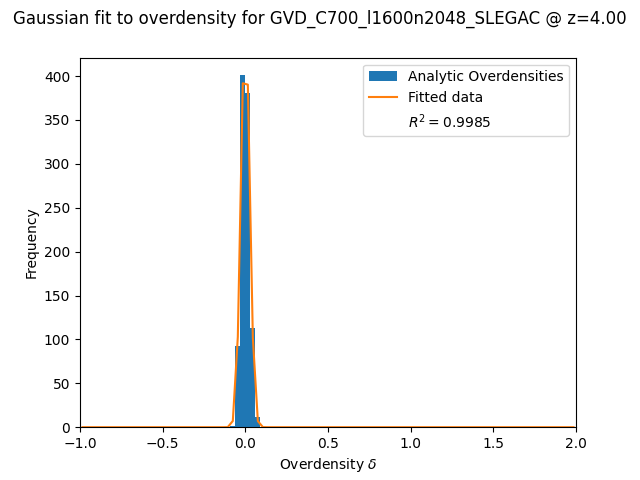 Gaussian fit to overdensity for GVD_C700_l1600n2048_SLEGAC @ z=4.00
Analytic Overdensities
Fitted data
R² = 0.9985
400
350
300
250
200
150
100
50
0
Frequency
−1.0 −0.5 0.0 0.5 1.0 1.5 2.0
Overdensity δ